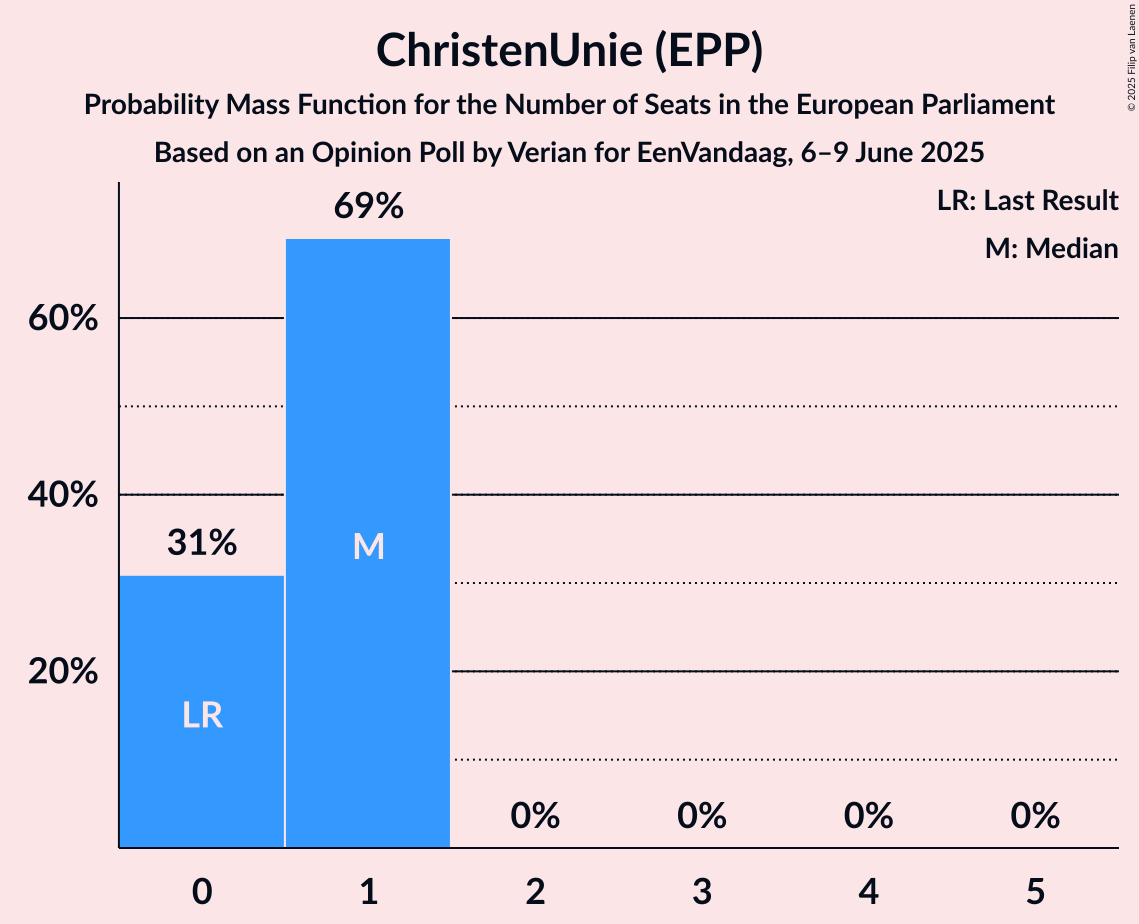 ChristenUnie (EPP)
Probability Mass Function for the Number of Seats in the European Parliament
Based on an Opinion Poll by Verian for EenVandaag, 6–9 June 2025
© 2025 Filip van Laenen
LR: Last Result
M: Median
69%
60%
40%
31%
M
20%
LR
0% 0% 0% 0%
0 1 2 3 4 5